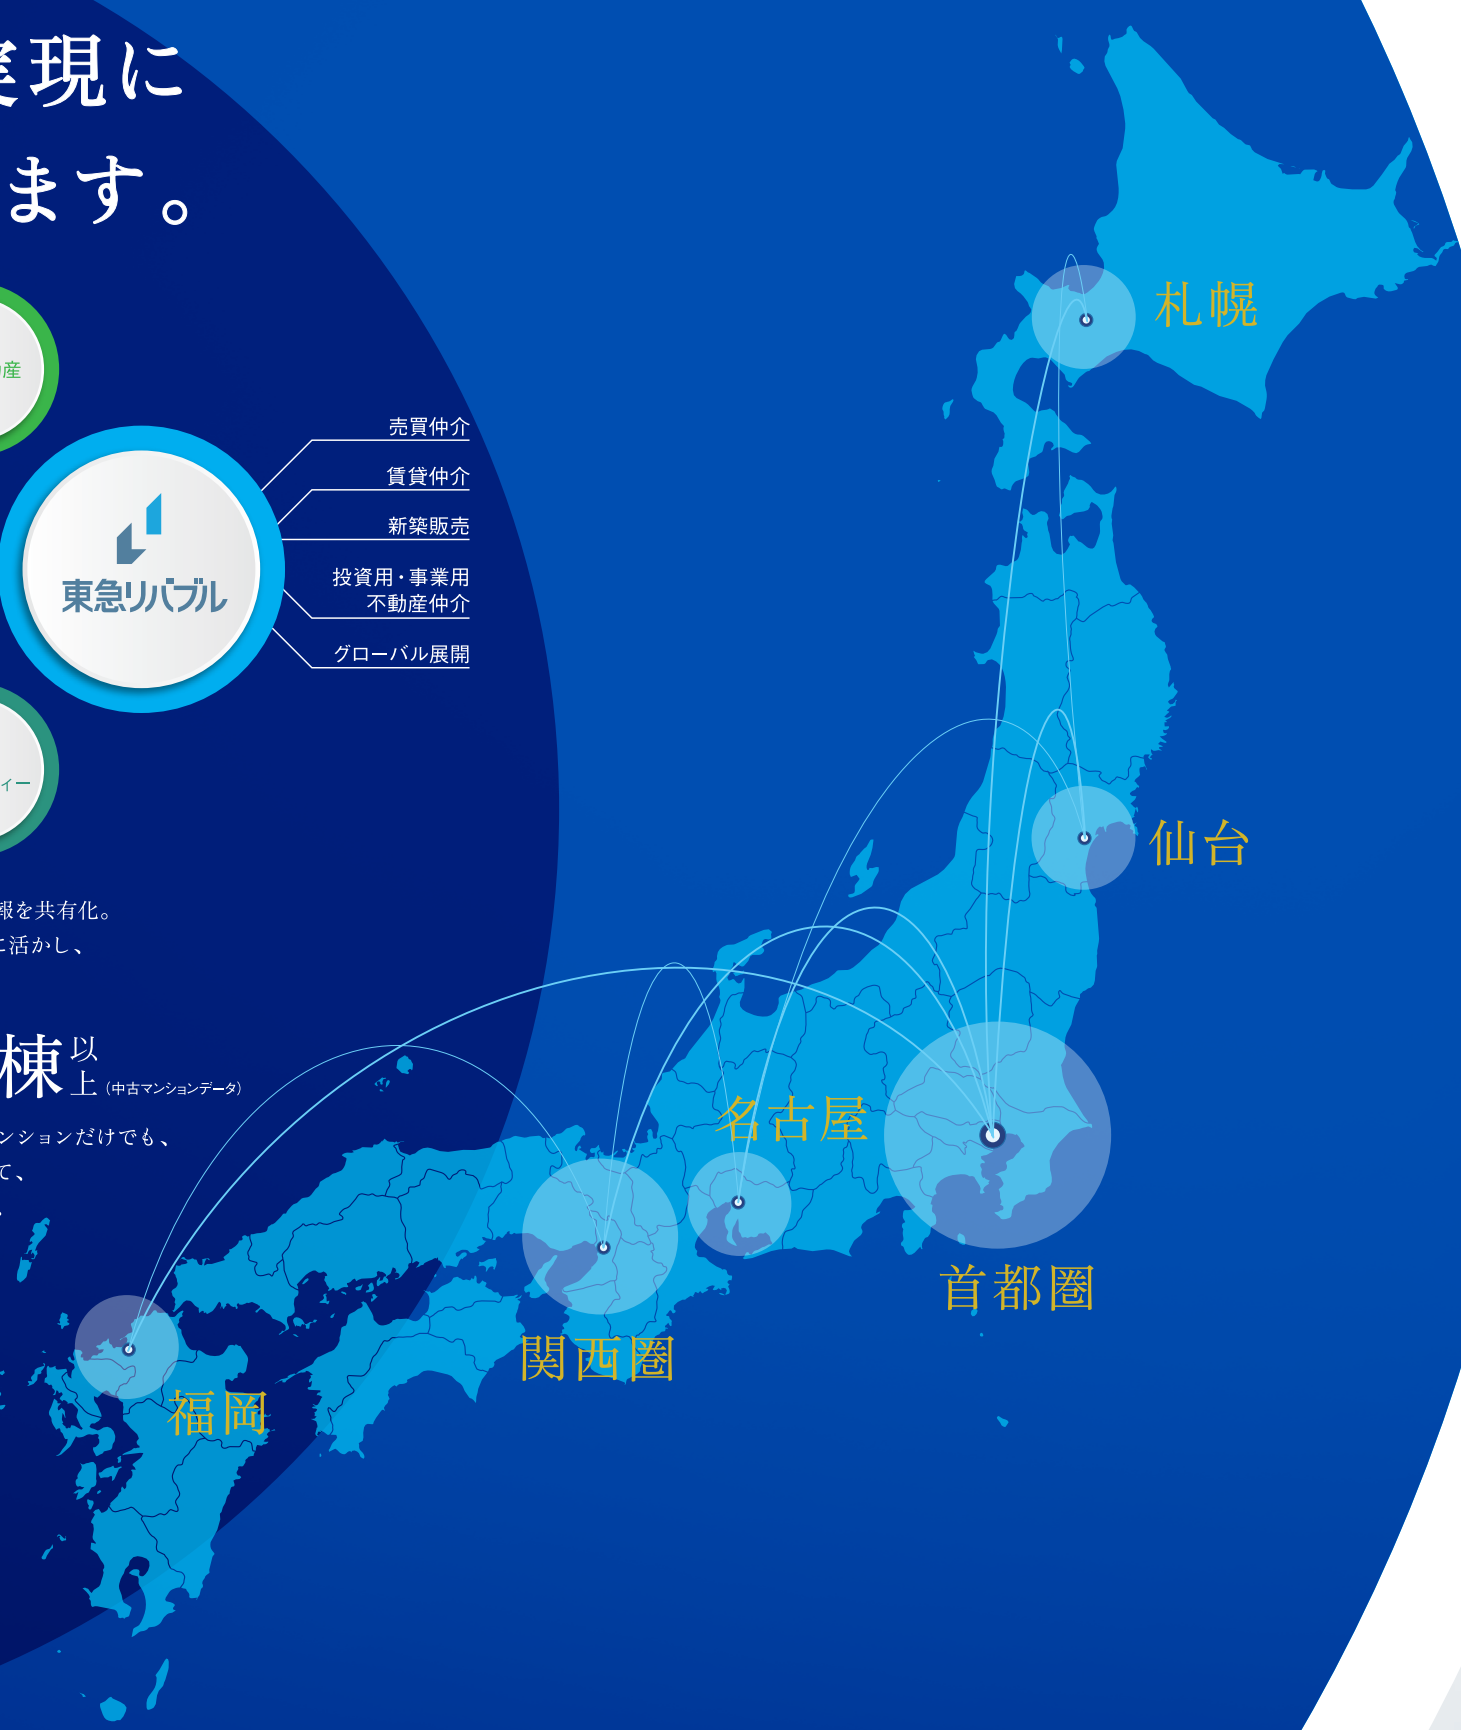 実現に
ます。
産
売買仲介
賃貸仲介
新築販売
投資用・事業用
不動産仲介
グローバル展開
東急リバブル
ィー
報を共有化。
に活かし、
棟以上(中古マンションデータ)
ンションだけでも、
て、
札幌
仙台
名古屋
首都圏
関西圏
福岡